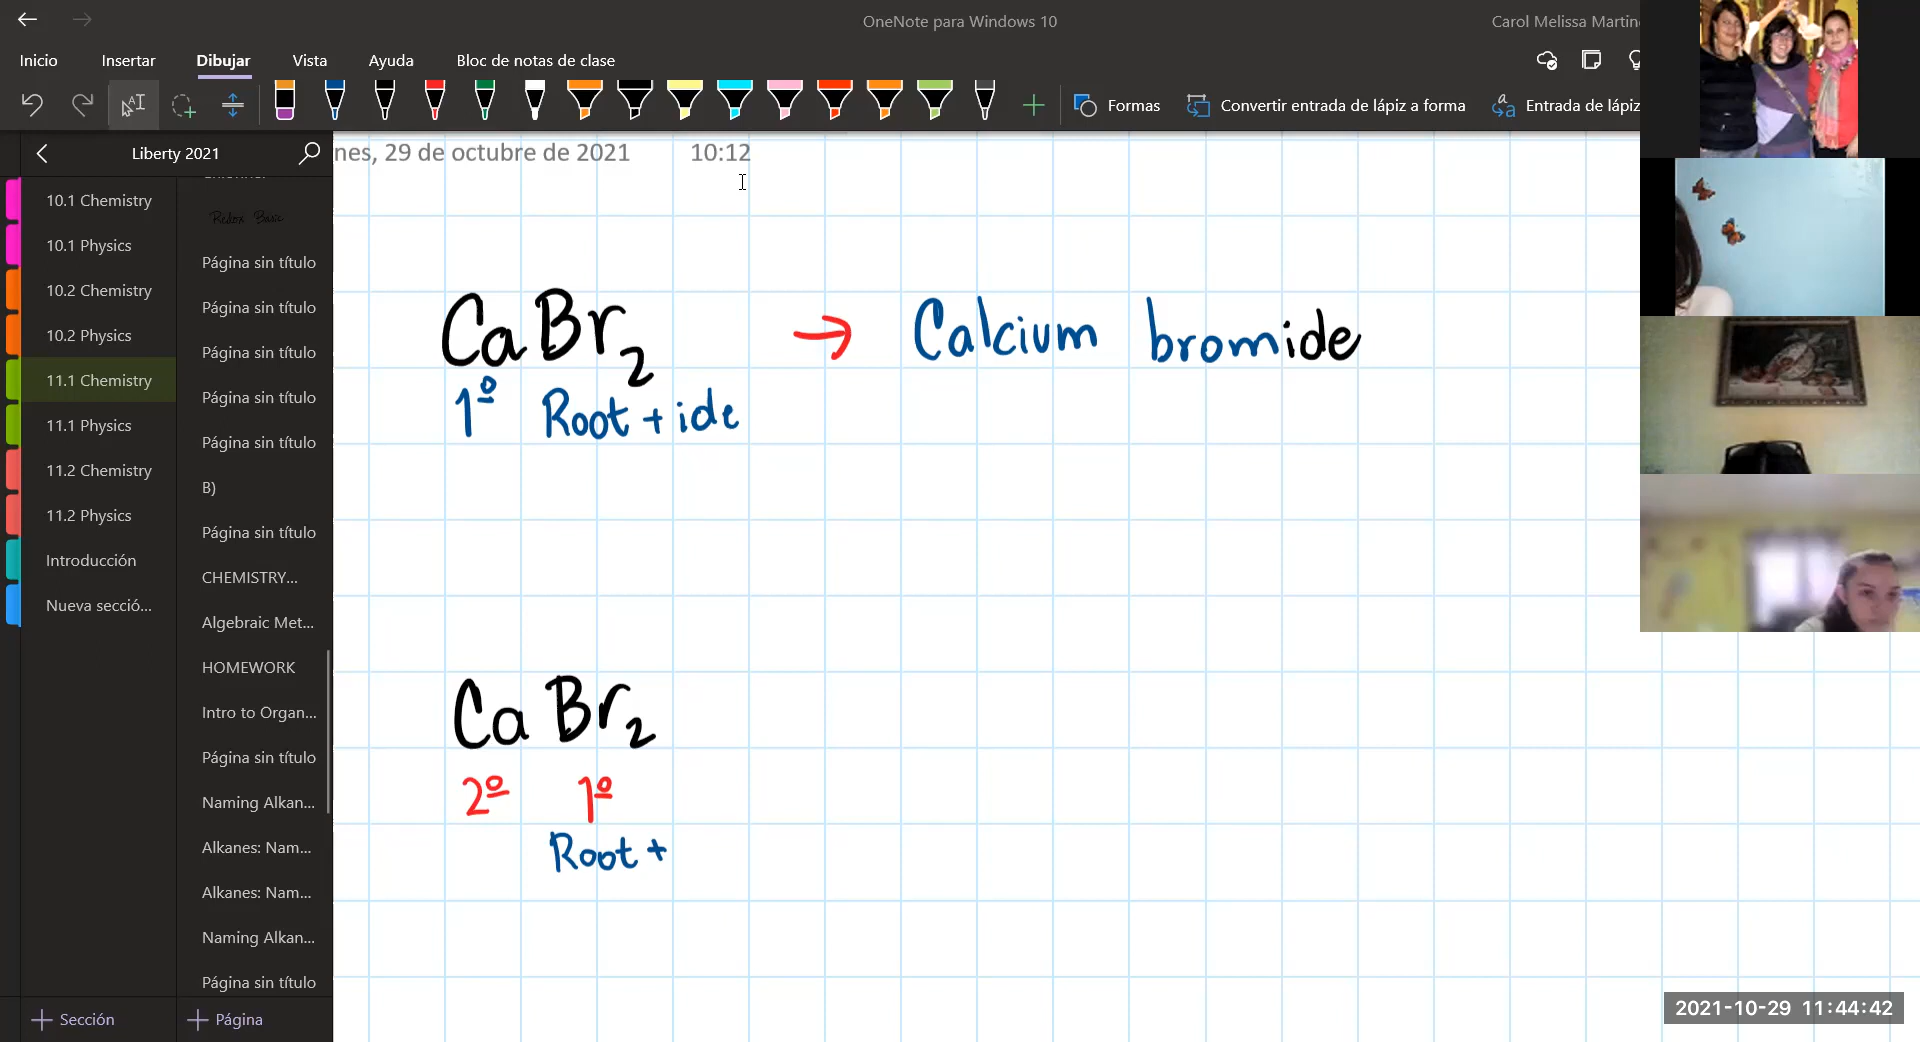 OneNote para Windows 10
Carol Melissa
Inicio Insertar Dibujar Vista Ayuda Bloc de notas de clase
Formas Convertir entrada de lápiz a forma Entrada de lápiz
Liberty 2021
nes, 29 de octubre de 2021 10:12
10.1 Chemistry
10.1 Physics
10.2 Chemistry
10.2 Physics
11.1 Chemistry
11.1 Physics
11.2 Chemistry
11.2 Physics
Introducción
Nueva secció...
Redox Basic
Página sin título
Página sin título
Página sin título
Página sin título
Página sin título
B)
Página sin título
CHEMISTRY...
Algebraic Met...
HOMEWORK
Intro to Organ...
Página sin título
Naming Alkan...
Alkanes: Nam...
Alkanes: Nam...
Naming Alkan...
Página sin título
Sección
Página
CaBr₂ → Calcium bromide
1º Root + ide
CaBr₂
2º 1º
Root +
2021-10-29 11:44:42